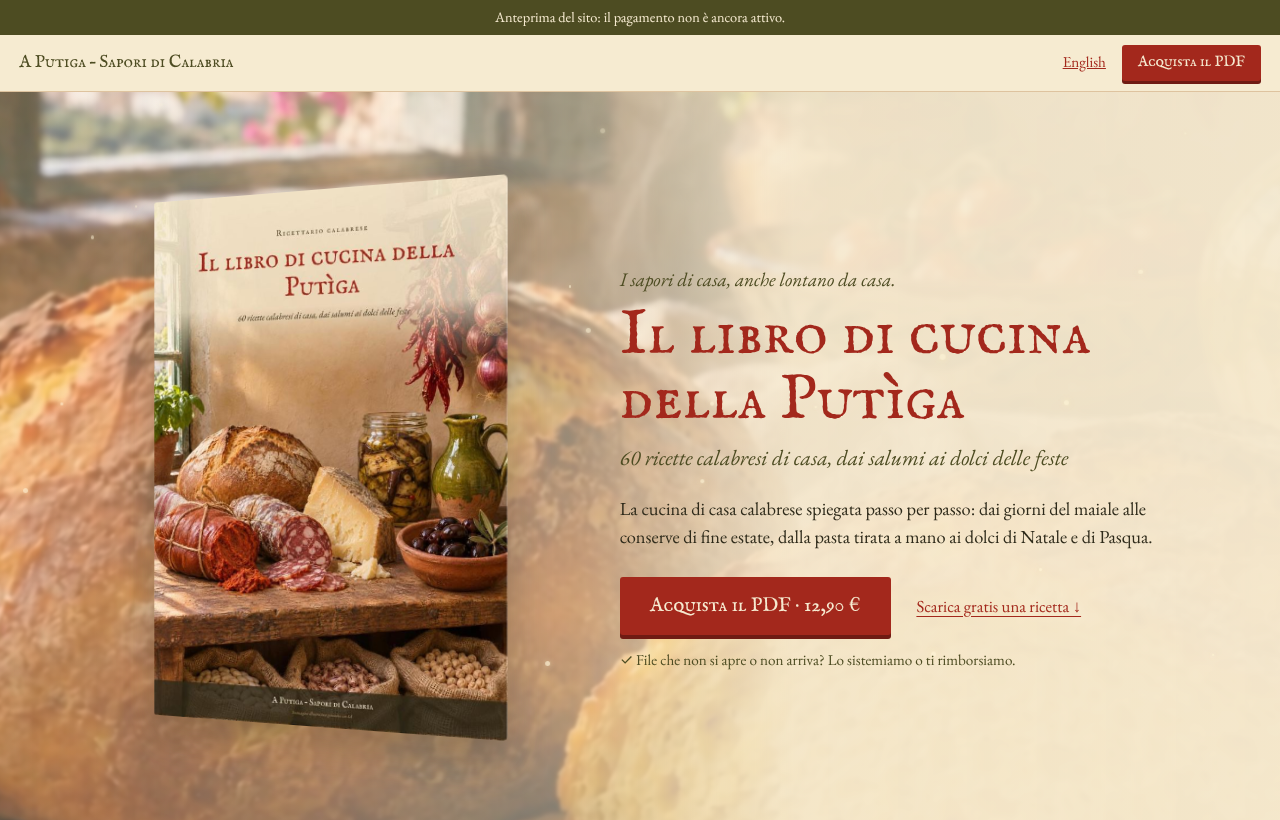 Anteprima del sito: il pagamento non è ancora attivo.
A Putiga - Sapori di Calabria
English
Acquista il PDF
Ricettario calabrese
Il libro di cucina della
Putìga
60 ricette calabresi di casa, dai salumi ai dolci delle feste
A Putiga - Sapori di Calabria
I sapori di casa, anche lontano da casa.
Il libro di cucina
della Putìga
60 ricette calabresi di casa, dai salumi ai dolci delle feste
La cucina di casa calabrese spiegata passo per passo: dai giorni del maiale alle
conserve di fine estate, dalla pasta tirata a mano ai dolci di Natale e di Pasqua.
Acquista il PDF · 12,90 €
Scarica gratis una ricetta ↓
✓ File che non si apre o non arriva? Lo sistemiamo o ti rimborsiamo.